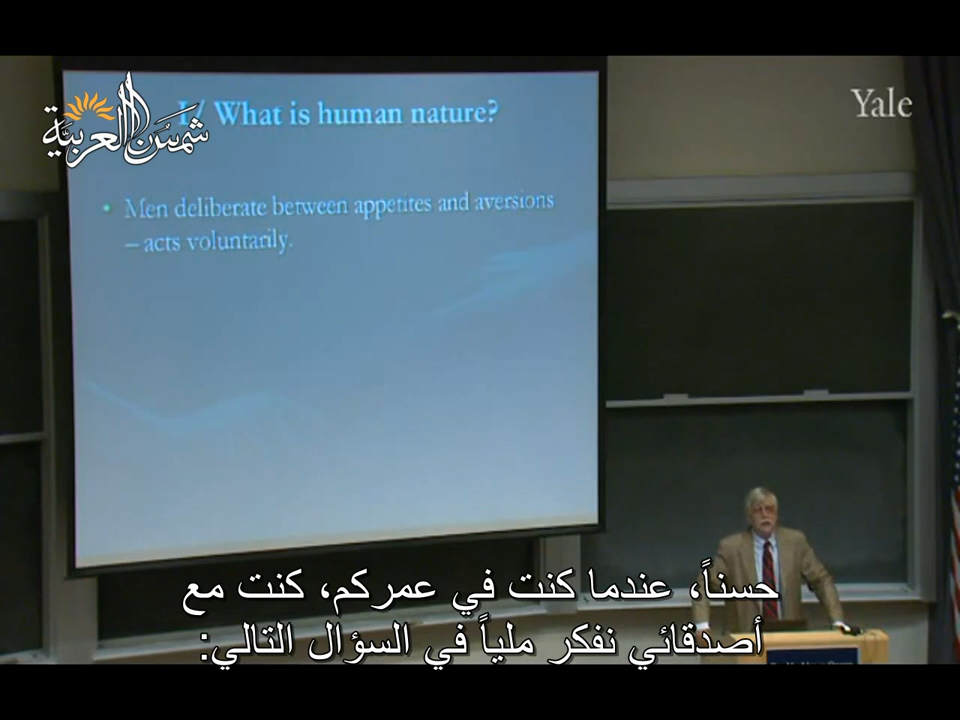 شمس العربية
I/ What is human nature?
Yale
• Men deliberate between appetites and aversions
– acts voluntarily.
حسناً، عندما كنت في عمركم، كنت مع
أصدقائي نفكر ملياً في السؤال التالي: